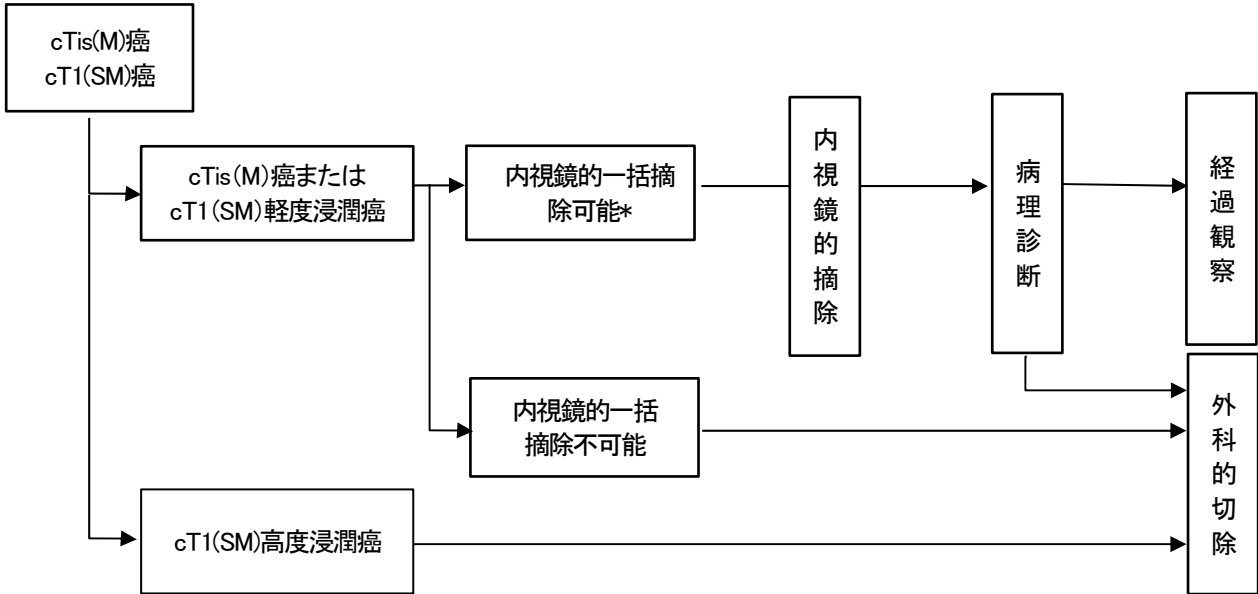 cTis(M)癌
cT1(SM)癌
cTis(M)癌または
cT1(SM)軽度浸潤癌
内視鏡的一括摘
除可能*
内視鏡的摘除
病理診断
経過観察
内視鏡的一括
摘除不可能
外科的切除
cT1(SM)高度浸潤癌